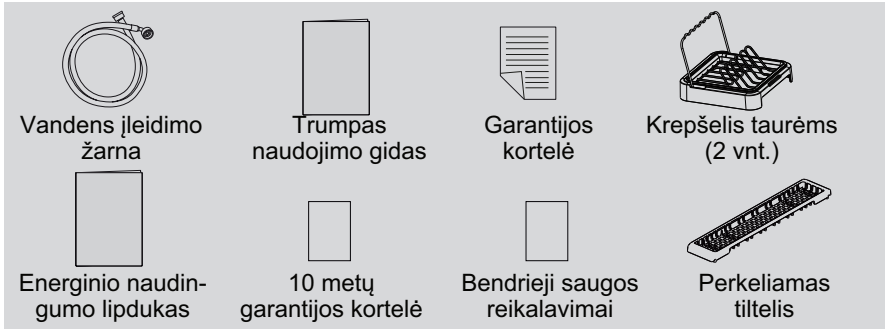 Vandens įleidimo
žarna
Trumpas
naudojimo gidas
Garantijos
kortelė
Krepšelis taurėms
(2 vnt.)
Energinio naudin-
gumo lipdukas
10 metų
garantijos kortelė
Bendrieji saugos
reikalavimai
Perkeliamas
tiltelis